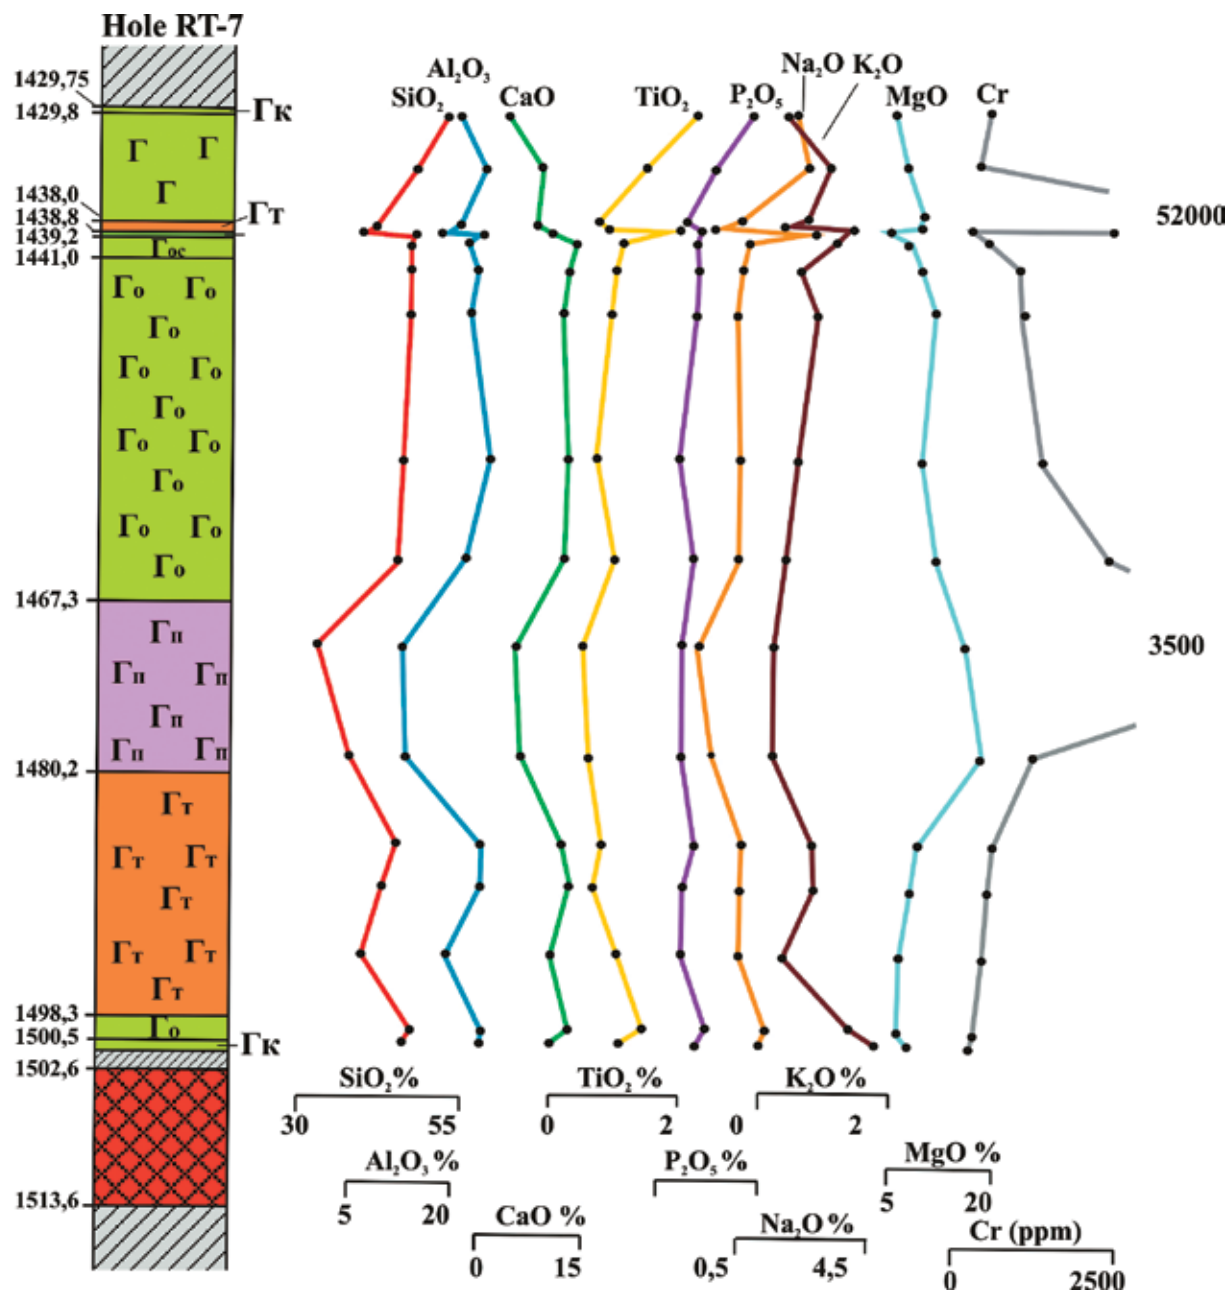 Hole RT-7
1429,75
1429,8
Гк
Al₂O₃
SiO₂
CaO
TiO₂
P₂O₅
Na₂O
K₂O
MgO
Cr
Г Г
Г
1438,0
1438,8
1439,2
1441,0
Гт
52000
Гос
Го Го
Го
Го Го
Го
Го Го
Го
Го Го
Го
1467,3
Гп
3500
Гп Гп
Гп
Гп Гп
1480,2
Гт
Гт Гт
Гт
Гт Гт
Гт
1498,3
Го
1500,5
Гк
1502,6
SiO₂%
30 55
TiO₂%
0 2
K₂O %
0 2
Al₂O₃ %
5 20
P₂O₅%
0,5
MgO %
5 20
1513,6
CaO %
0 15
Na₂O %
4,5
Cr (ppm)
0 2500